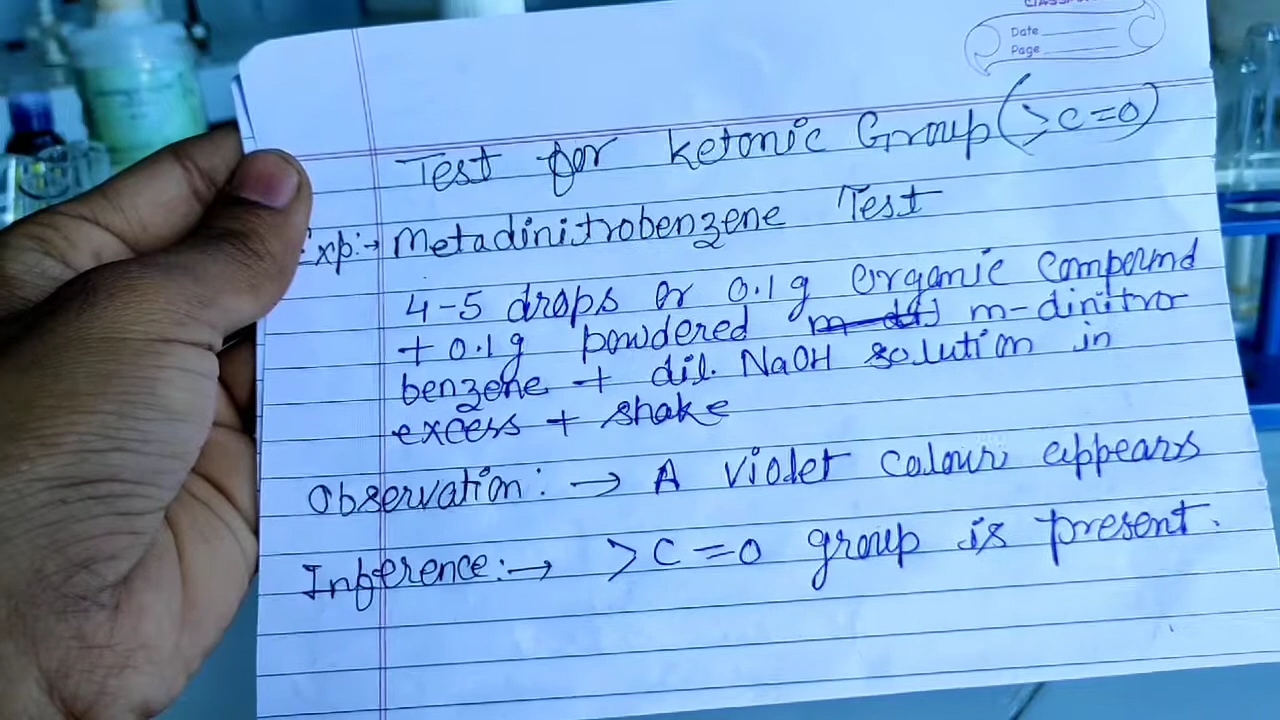 Date
Page
Test for Ketonic Group (>C=O)
Exp:→ Metadinitrobenzene Test
4-5 drops or 0.1g organic compound
+ 0.1g powdered m-dinitro
benzene + dil. NaOH solution in
excess + shake
Observation: → A violet colour appears
Inference:→ >C=O group is present.